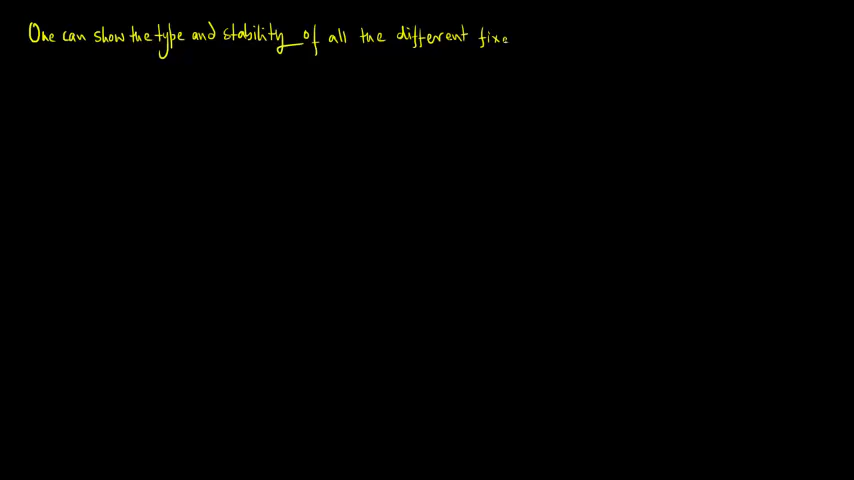 One can show the type and stability of all the different fixe